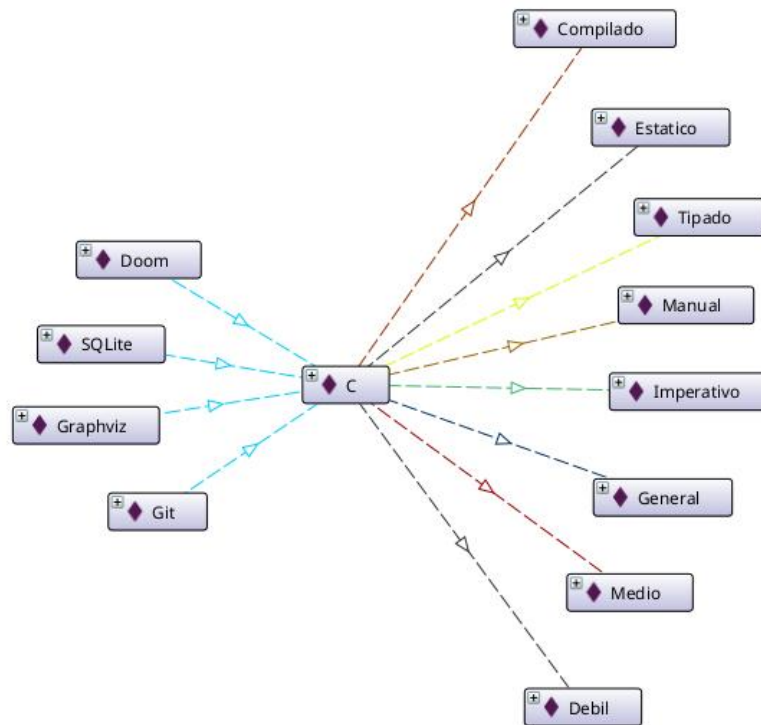 Compilado
Estatico
Tipado
Doom
Manual
SQLite
C
Imperativo
Graphviz
General
Git
Medio
Debil